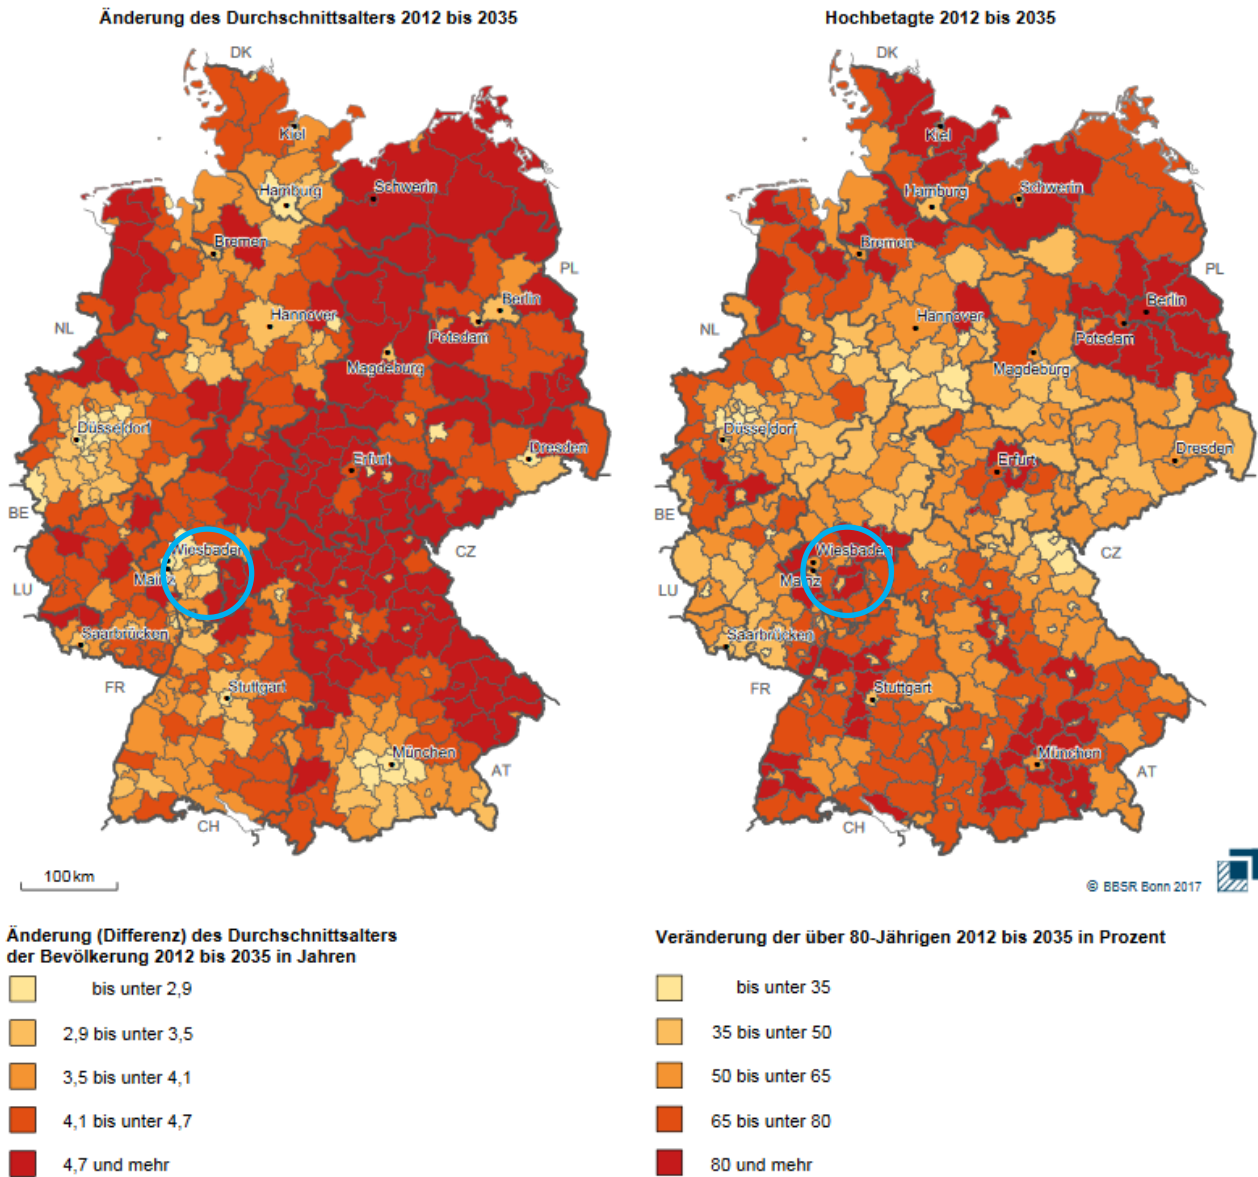 Änderung des Durchschnittsalters 2012 bis 2035
DK
Kiel
Hamburg
Schwerin
Bremen
PL
Berlin
NL
Hannover
Potsdam
Magdeburg
Düsseldorf
Dresden
Erfurt
BE
Wiesbaden
CZ
Mainz
LU
Saarbrücken
FR
Stuttgart
München
AT
CH
100 km
Hochbetagte 2012 bis 2035
DK
Kiel
Hamburg
Schwerin
Bremen
PL
Berlin
NL
Hannover
Potsdam
Magdeburg
Düsseldorf
Dresden
Erfurt
BE
Wiesbaden
CZ
Mainz
LU
Saarbrücken
FR
Stuttgart
München
AT
CH
© BBSR Bonn 2017
Änderung (Differenz) des Durchschnittsalters
der Bevölkerung 2012 bis 2035 in Jahren
bis unter 2,9
2,9 bis unter 3,5
3,5 bis unter 4,1
4,1 bis unter 4,7
4,7 und mehr
Veränderung der über 80-Jährigen 2012 bis 2035 in Prozent
bis unter 35
35 bis unter 50
50 bis unter 65
65 bis unter 80
80 und mehr